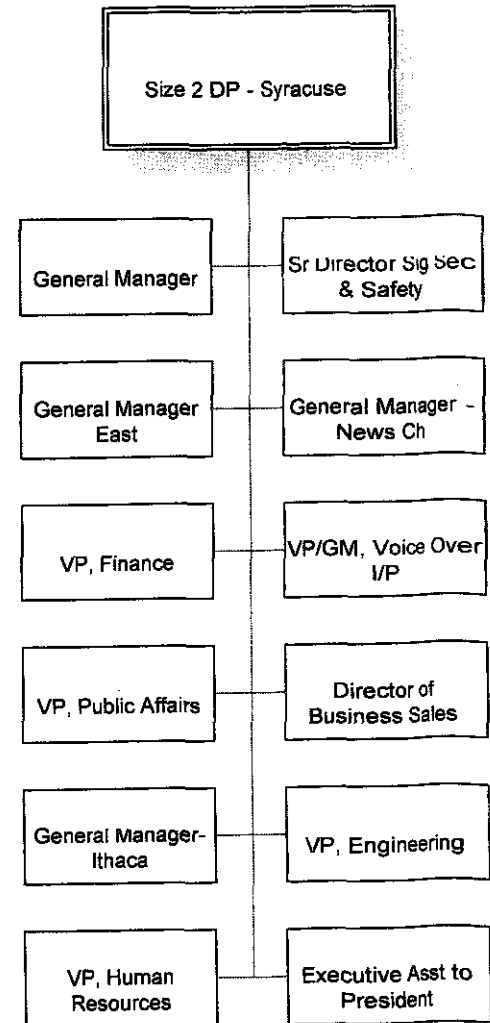 Size 2 DP - Syracuse
General Manager
Sr Director Sig Sec
& Safety
General Manager
East
General Manager -
News Ch
VP, Finance
VP/GM, Voice Over
I/P
VP, Public Affairs
Director of
Business Sales
General Manager-
Ithaca
VP, Engineering
VP, Human
Resources
Executive Asst to
President